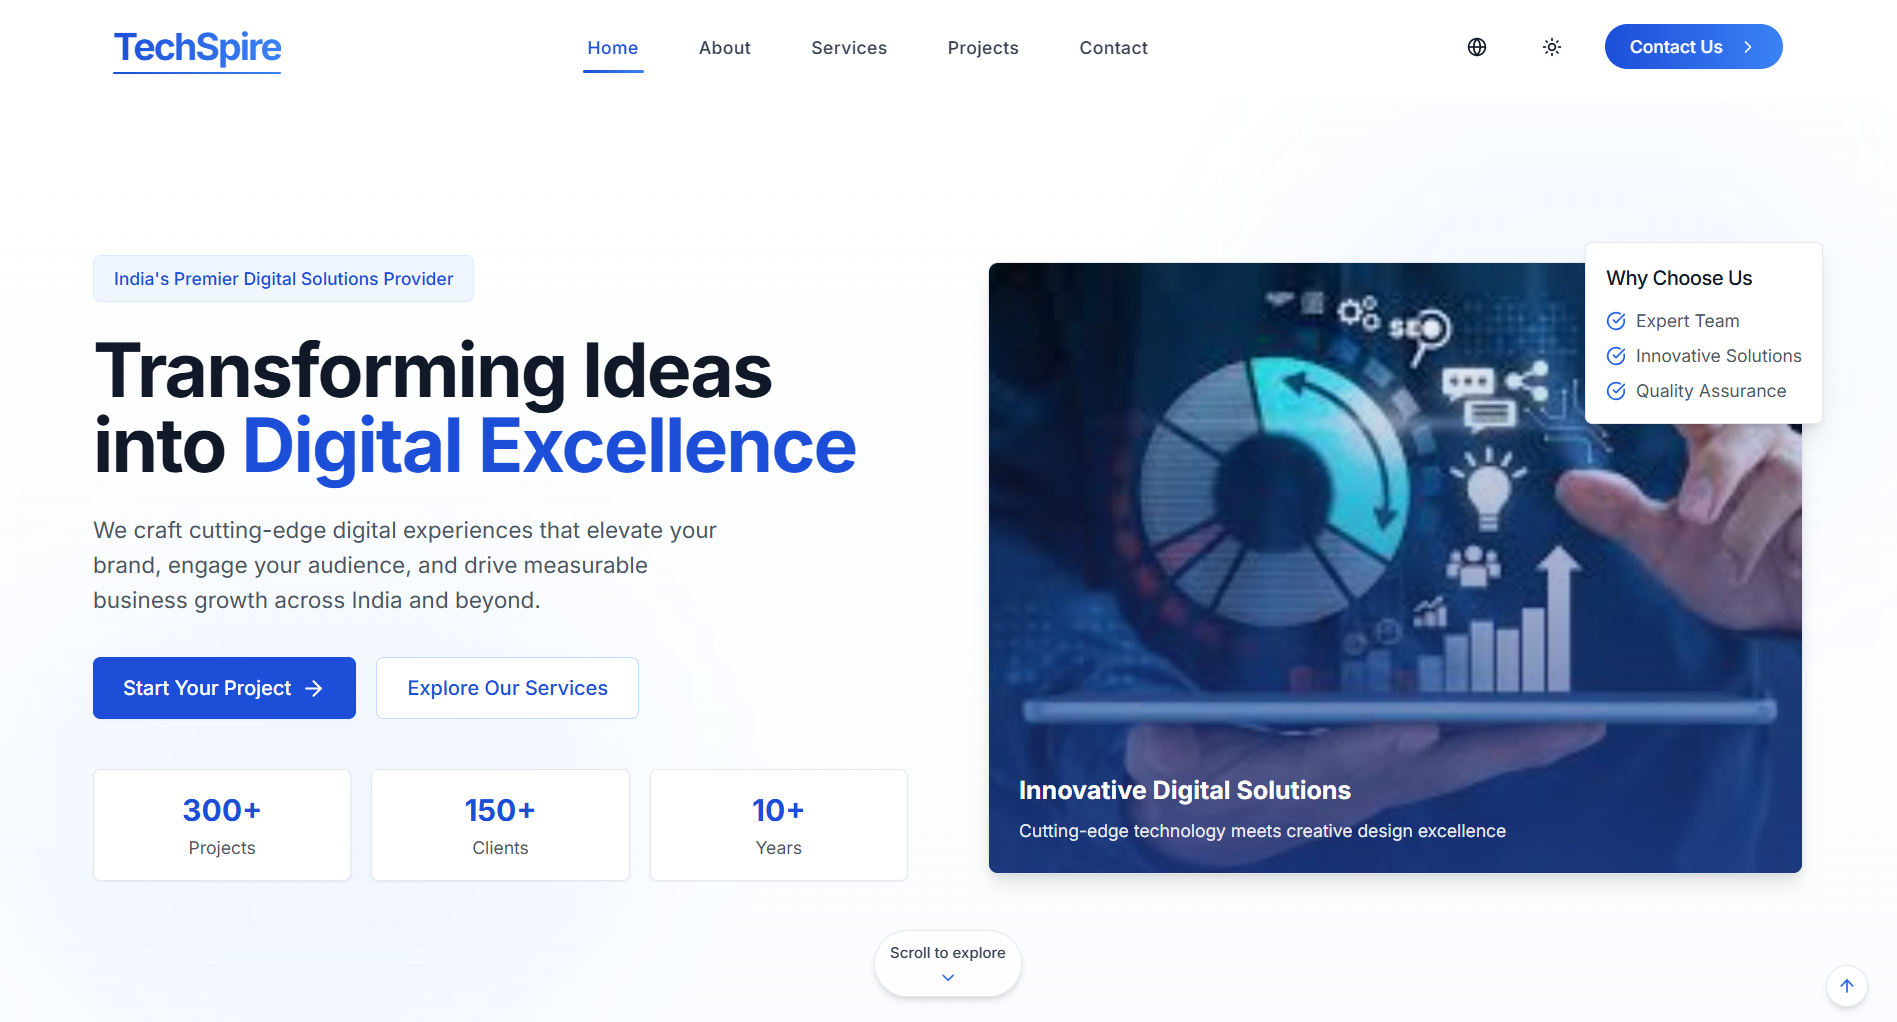 TechSpire
Home
About
Services
Projects
Contact
Contact Us
India's Premier Digital Solutions Provider
Transforming Ideas
into Digital Excellence
We craft cutting-edge digital experiences that elevate your
brand, engage your audience, and drive measurable
business growth across India and beyond.
Start Your Project
Explore Our Services
300+
Projects
150+
Clients
10+
Years
Why Choose Us
Expert Team
Innovative Solutions
Quality Assurance
SEO
Innovative Digital Solutions
Cutting-edge technology meets creative design excellence
Scroll to explore